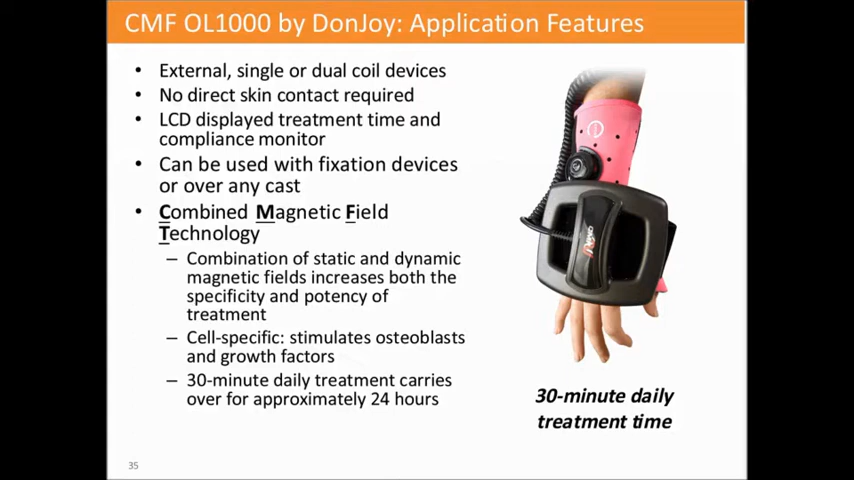 CMF OL1000 by DonJoy: Application Features
• External, single or dual coil devices
• No direct skin contact required
• LCD displayed treatment time and
compliance monitor
• Can be used with fixation devices
or over any cast
• Combined Magnetic Field
Technology
– Combination of static and dynamic
magnetic fields increases both the
specificity and potency of
treatment
– Cell-specific: stimulates osteoblasts
and growth factors
– 30-minute daily treatment carries
over for approximately 24 hours
30-minute daily
treatment time
35